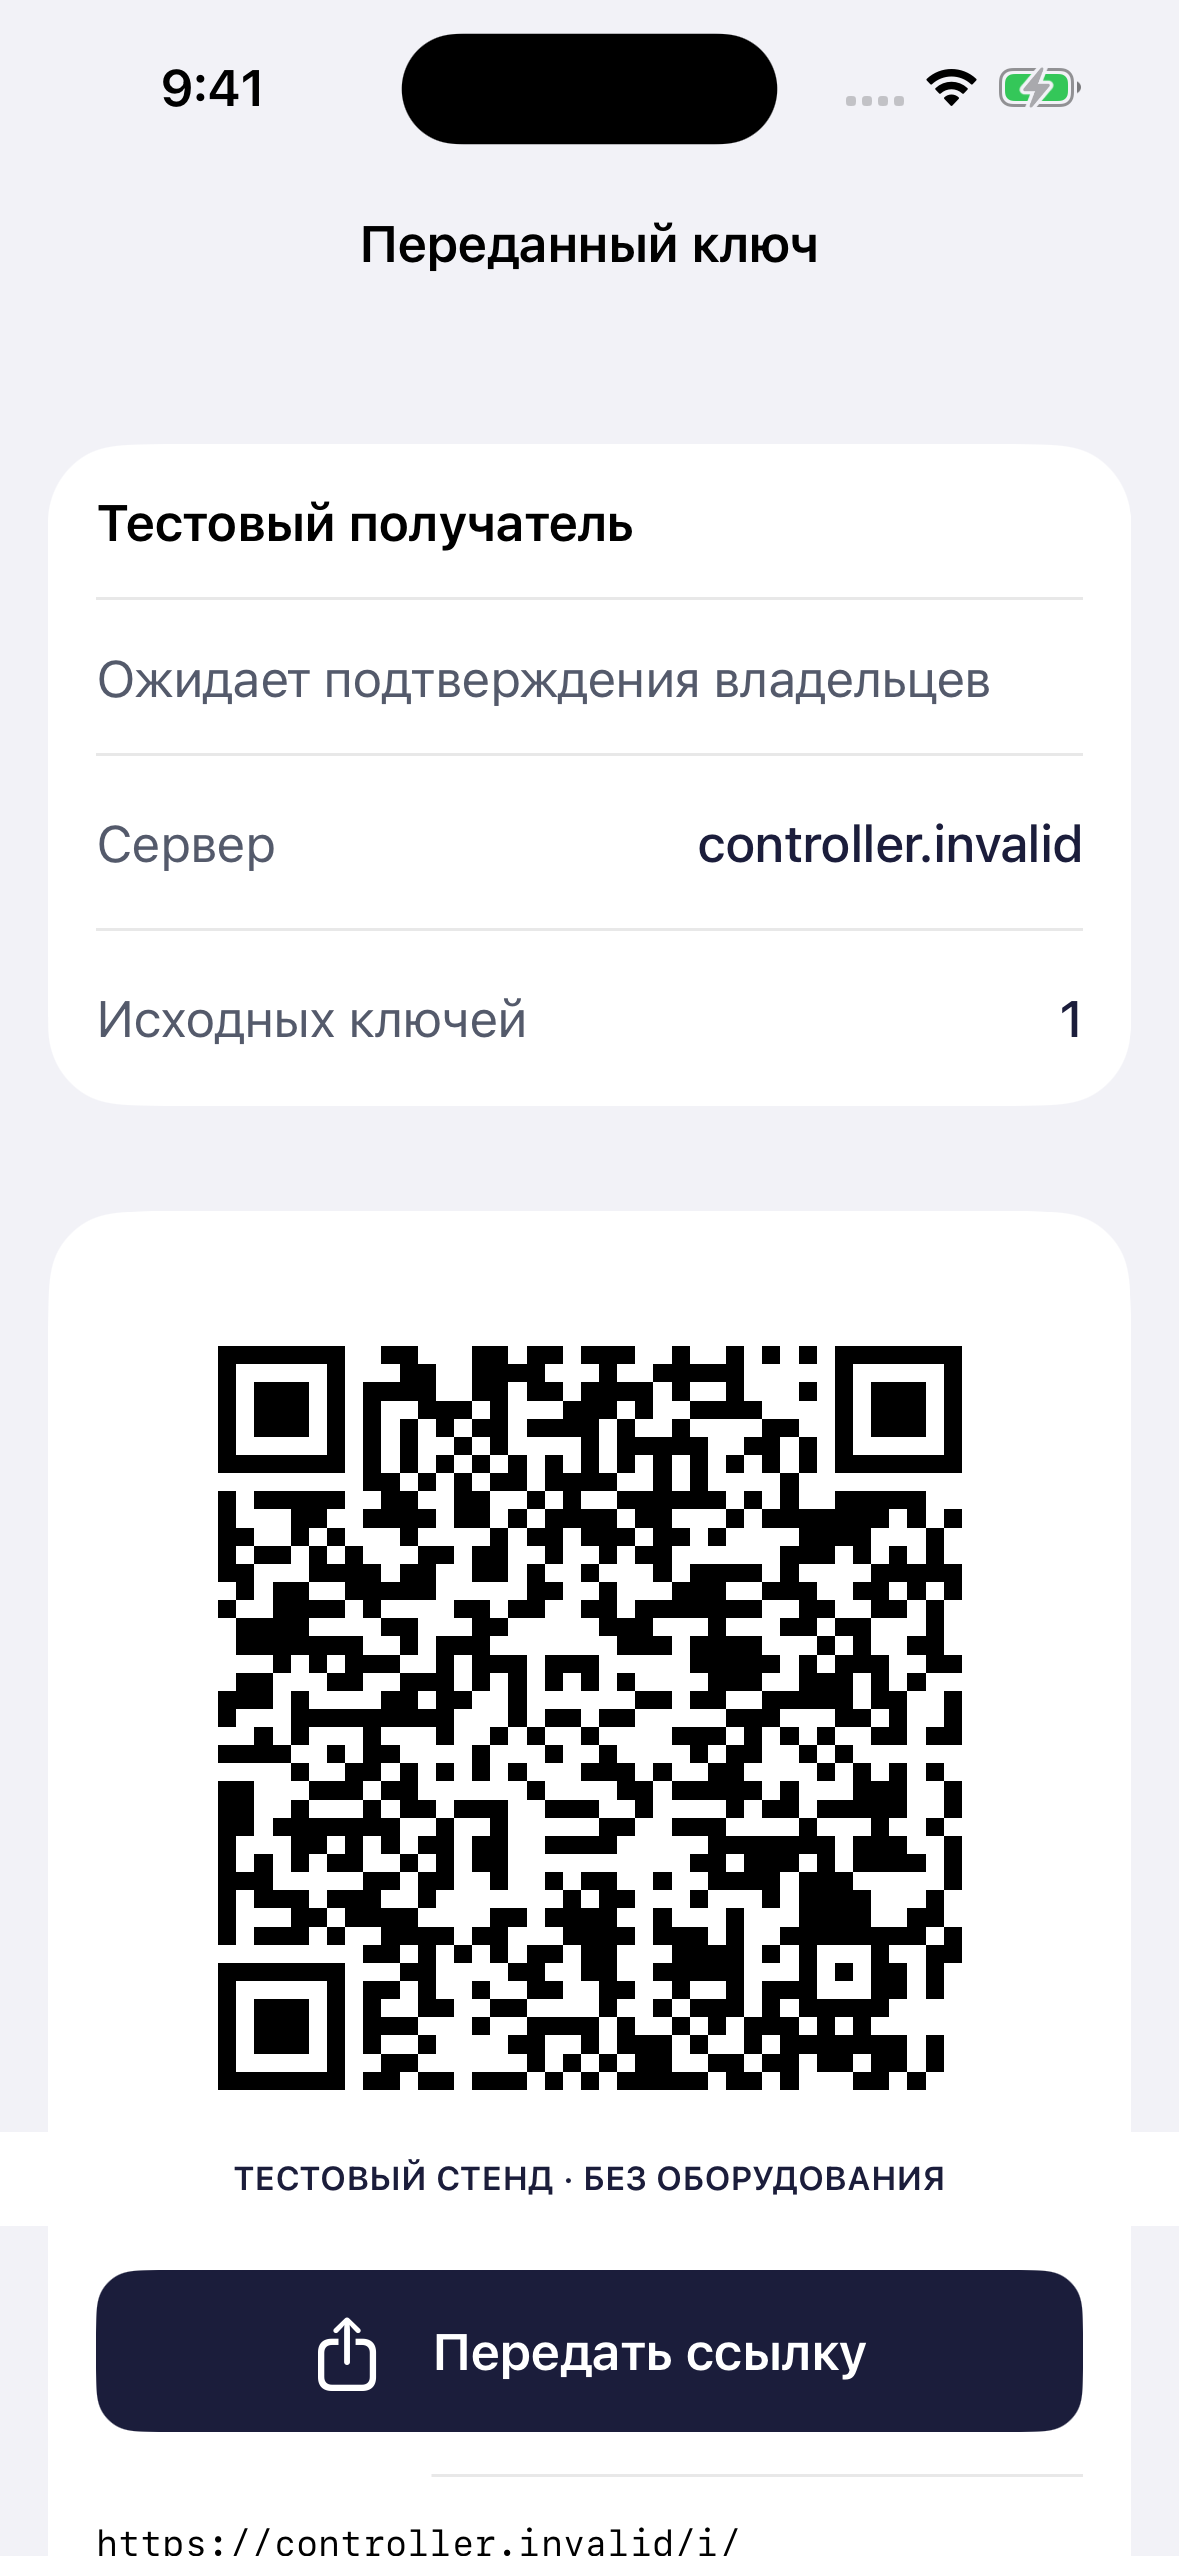 9:41
Переданный ключ
Тестовый получатель
Ожидает подтверждения владельцев
Сервер controller.invalid
Исходных ключей 1
ТЕСТОВЫЙ СТЕНД · БЕЗ ОБОРУДОВАНИЯ
Передать ссылку
https://controller.invalid/i/